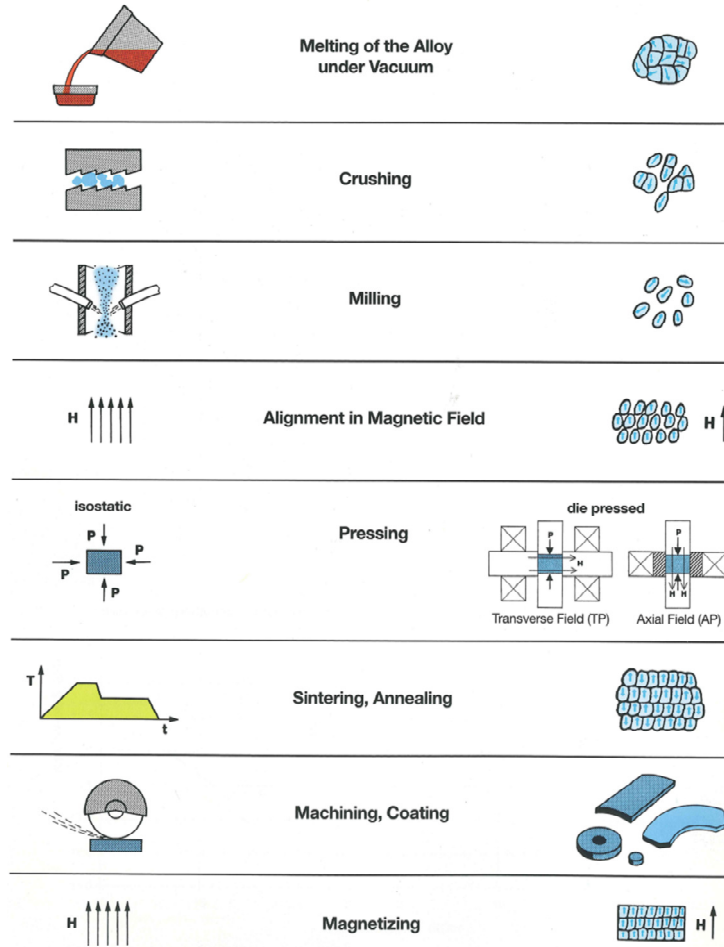 Melting of the Alloy
under Vacuum
Crushing
Milling
H
Alignment in Magnetic Field
H
isostatic
P
P
P
P
Pressing
die pressed
P
H
Transverse Field (TP)
P
H H
Axial Field (AP)
T
t
Sintering, Annealing
Machining, Coating
H
Magnetizing
H